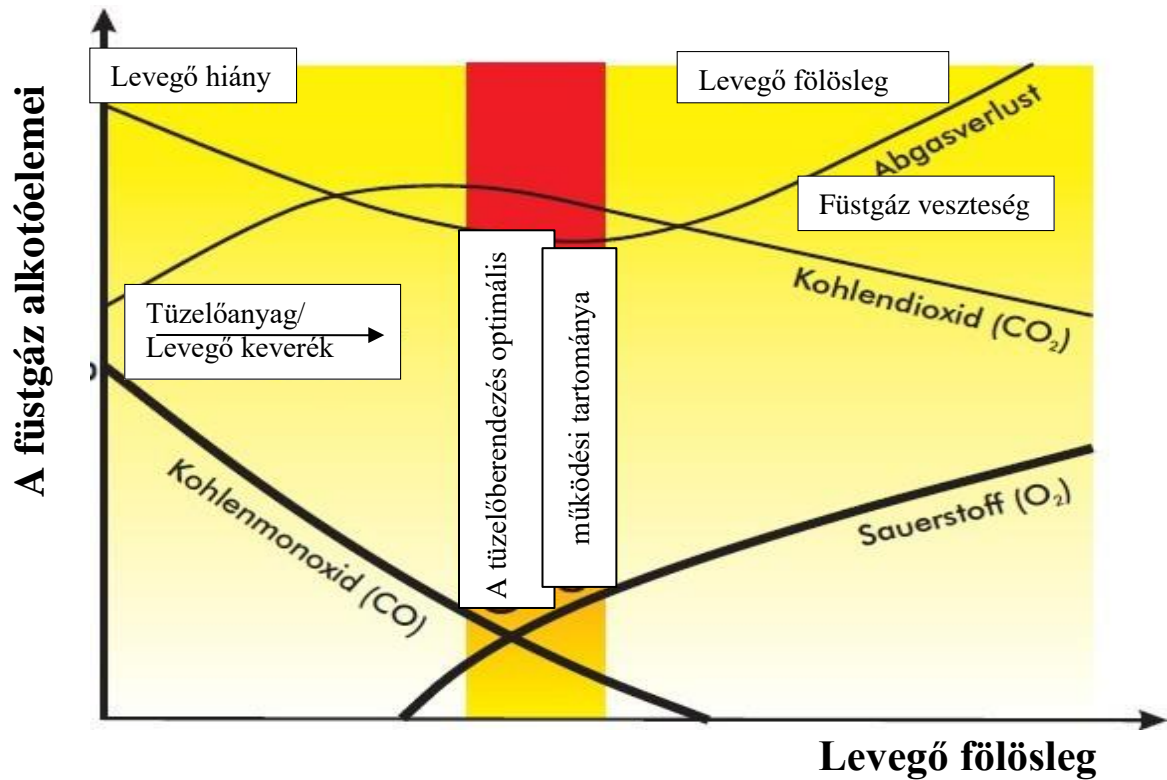 A füstgáz alkotóelemei
Levegő hiány
Levegő fölösleg
Abgasverlust
Füstgáz veszteség
Kohlendioxid (CO₂)
Tüzelőanyag/
Levegő keverék
A tüzelőberendezés optimális
működési tartománya
Kohlenmonoxid (CO)
Sauerstoff (O₂)
Levegő fölösleg